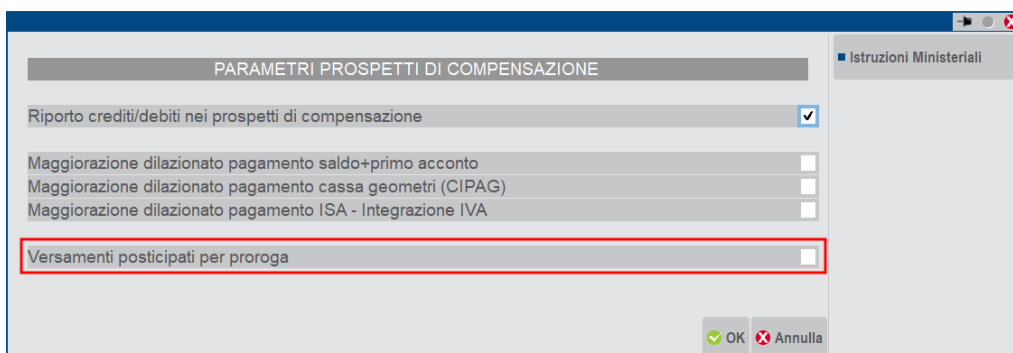 PARAMETRI PROSPETTI DI COMPENSAZIONE
Riporto crediti/debiti nei prospetti di compensazione
Maggiorazione dilazionato pagamento saldo+primo acconto
Maggiorazione dilazionato pagamento cassa geometri (CIPAG)
Maggiorazione dilazionato pagamento ISA - Integrazione IVA
Versamenti posticipati per proroga
OK Annulla
Istruzioni Ministeriali